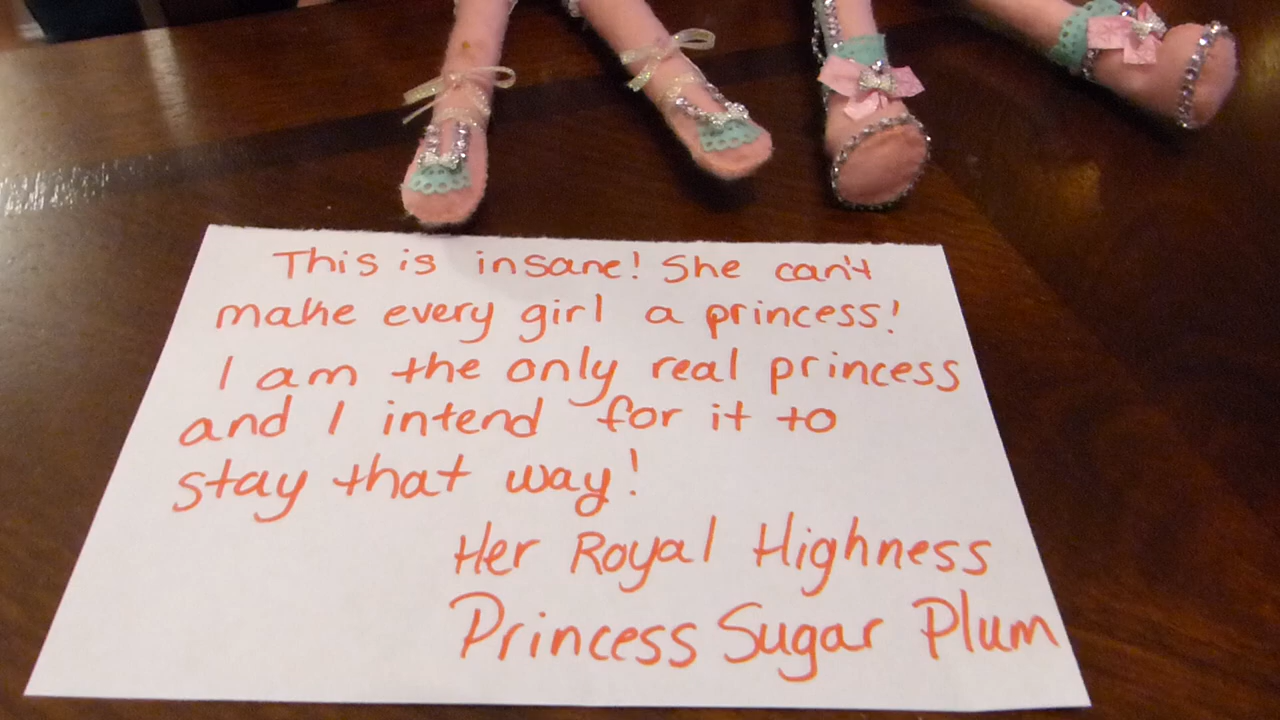 This is insane! She can't
make every girl a princess!
I am the only real princess
and I intend for it to
stay that way!
Her Royal Highness
Princess Sugar Plum